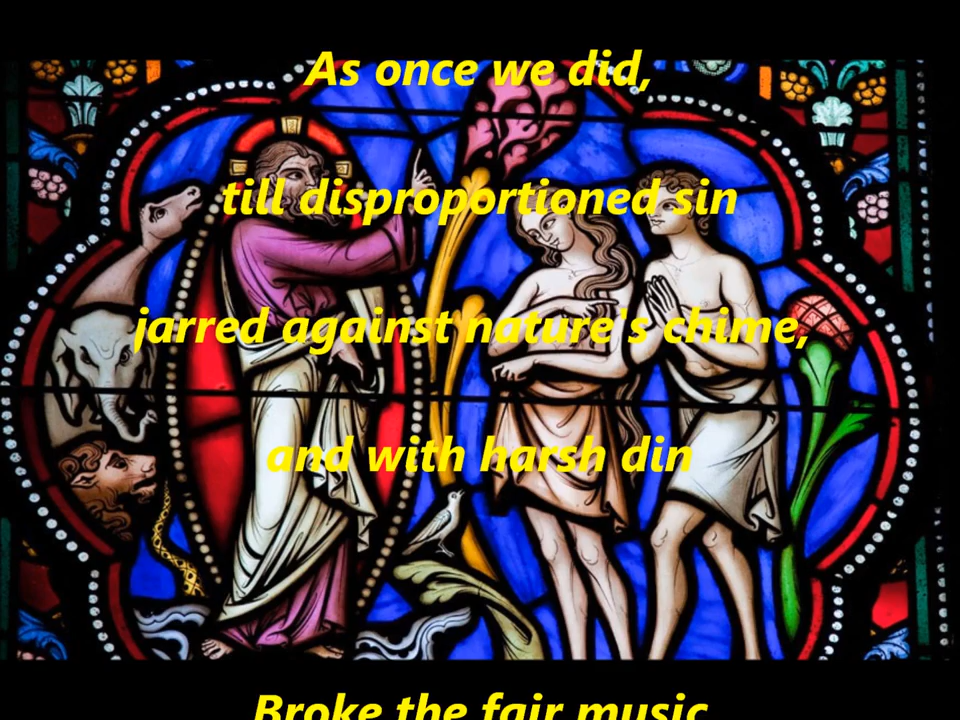 As once we did,
till disproportioned sin
jarred against nature's chime,
and with harsh din
Broke the fair music